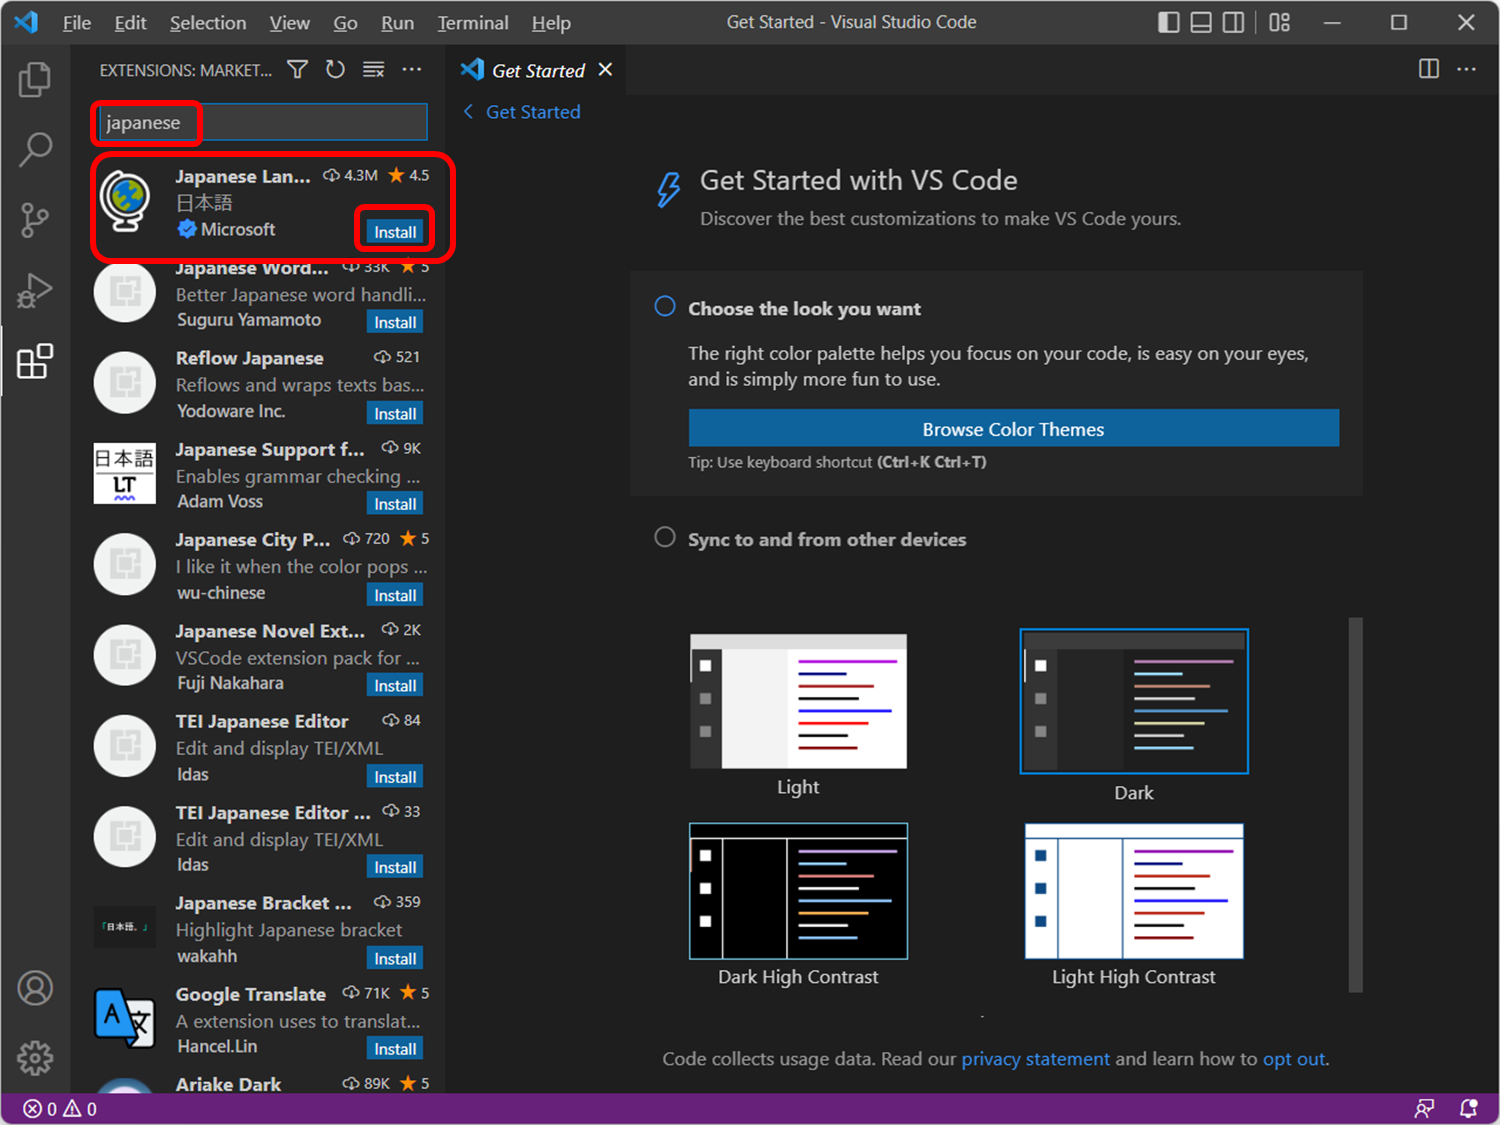 File Edit Selection View Go Run Terminal Help
Get Started - Visual Studio Code
EXTENSIONS: MARKET...
japanese
Japanese Lan... 4.3M 4.5
日本語
Microsoft
Install
Japanese Word... 33K 5
Better Japanese word handli...
Suguru Yamamoto
Install
Reflow Japanese 521
Reflows and wraps texts bas...
Yodoware Inc.
Install
日本語
LT
Japanese Support f... 9K
Enables grammar checking ...
Adam Voss
Install
Japanese City P... 720 5
I like it when the color pops ...
wu-chinese
Install
Japanese Novel Ext... 2K
VSCode extension pack for ...
Fuji Nakahara
Install
TEI Japanese Editor 84
Edit and display TEI/XML
ldas
Install
TEI Japanese Editor ... 33
Edit and display TEI/XML
ldas
Install
「日本語。」
Japanese Bracket ... 359
Highlight Japanese bracket
wakahh
Install
A 文
Google Translate 71K 5
A extension uses to translat...
Hancel.Lin
Install
Ariake Dark 89K 5
Get Started
Get Started
Get Started with VS Code
Discover the best customizations to make VS Code yours.
Choose the look you want
The right color palette helps you focus on your code, is easy on your eyes,
and is simply more fun to use.
Browse Color Themes
Tip: Use keyboard shortcut (Ctrl+K Ctrl+T)
Sync to and from other devices
Light
Dark
Dark High Contrast
Light High Contrast
Code collects usage data. Read our privacy statement and learn how to opt out.
0 0